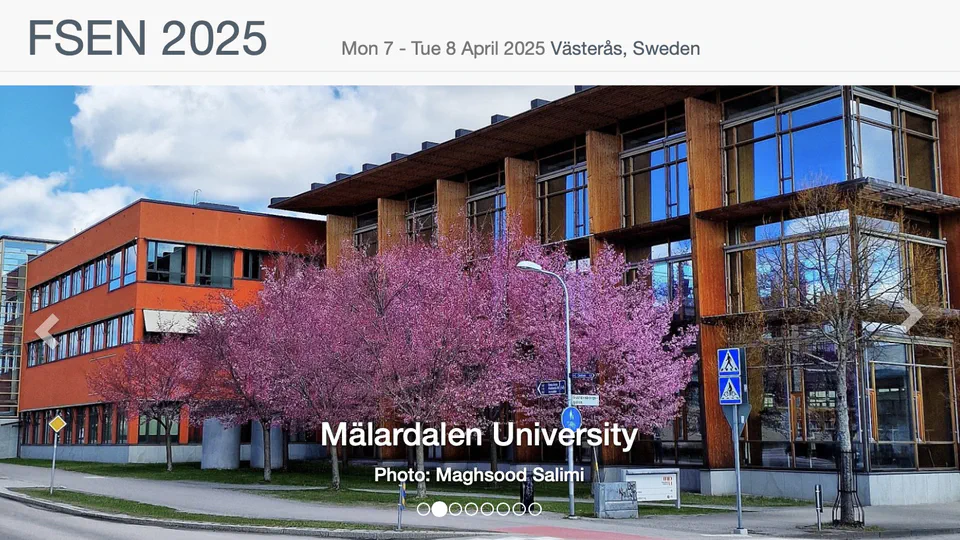 FSEN 2025
Mon 7 - Tue 8 April 2025 Västerås, Sweden
Mälardalen University
Photo: Maghsood Salimi